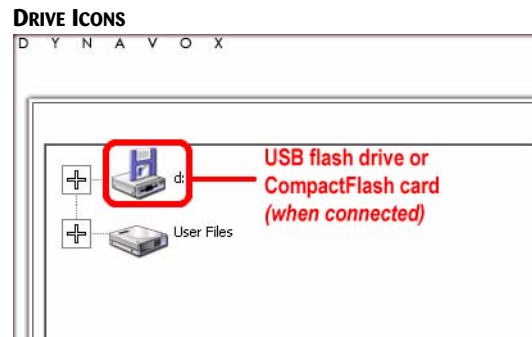 DRIVE ICONS
D Y N A V O X
USB flash drive or
d:
CompactFlash card
(when connected)
User Files